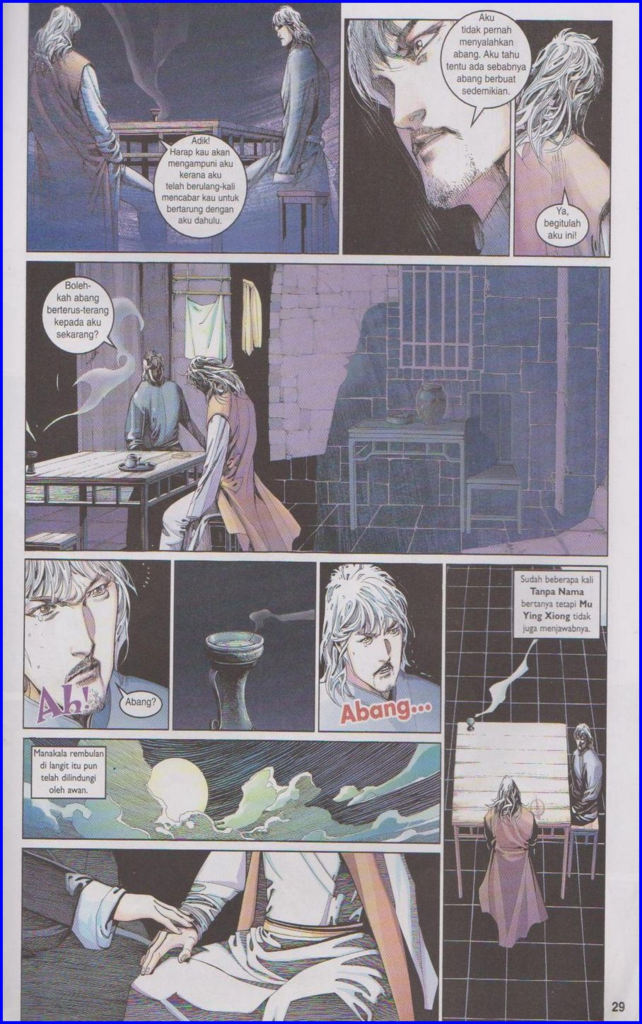 Adik!
Harap kau akan
mengampuni aku
kerana aku
telah berulang-kali
mencabar kau untuk
bertarung dengan
aku dahulu.
Aku
tidak pernah
menyalahkan
abang. Aku tahu
tentu ada sebabnya
abang berbuat
sedemikian.
Ya,
begitulah
aku ini!
Boleh-
kah abang
berterus-terang
kepada aku
sekarang?
Ah!
Abang?
Abang...
Sudah beberapa kali
Tanpa Nama
bertanya tetapi Mu
Ying Xiong tidak
juga menjawabnya.
Manakala rembulan
di langit itu pun
telah dilindungi
oleh awan.
29